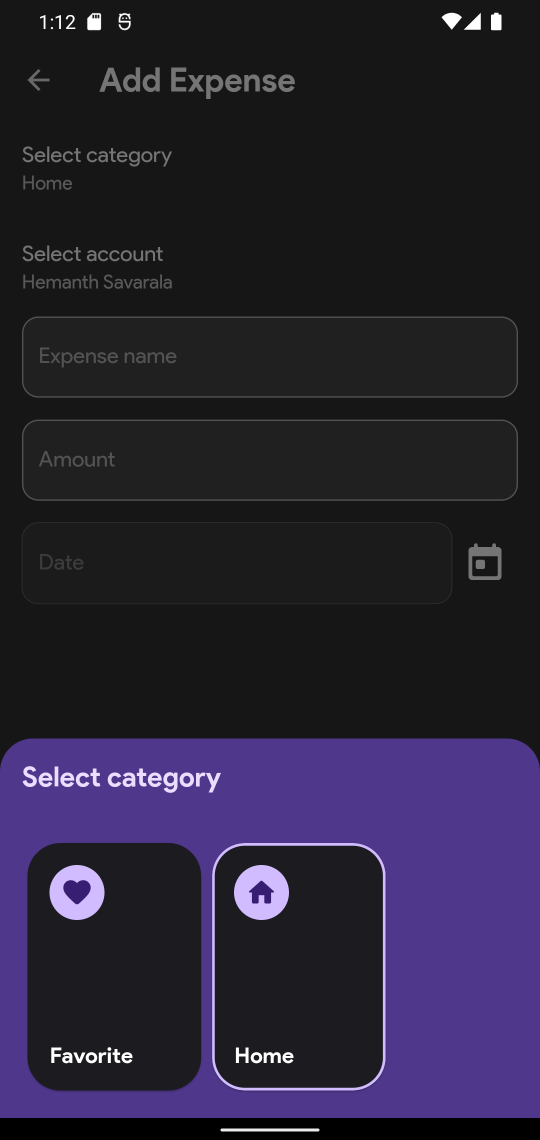 1:12
Add Expense
Select category
Home
Select account
Hemanth Savarala
Expense name
Amount
Date
Select category
Favorite
Home